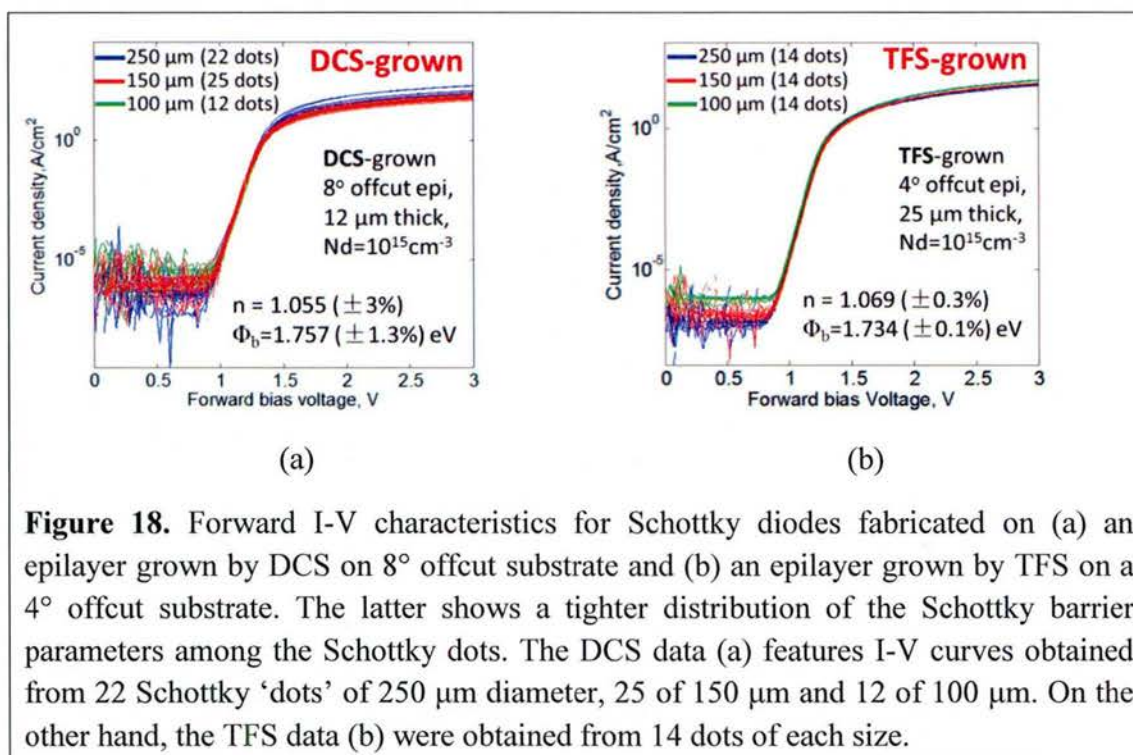 250 μm (22 dots)
150 μm (25 dots)
100 μm (12 dots)
DCS-grown
DCS-grown
8° offcut epi,
12 μm thick,
Nd=10¹⁵cm⁻³
n = 1.055 (±3%)
Φb=1.757 (±1.3%) eV
Current density,A/cm²
10⁰
10⁻⁵
0 0.5 1 1.5 2 2.5 3
Forward bias voltage, V
(a)
250 μm (14 dots)
150 μm (14 dots)
100 μm (14 dots)
TFS-grown
TFS-grown
4° offcut epi,
25 μm thick,
Nd=10¹⁵cm⁻³
n = 1.069 (±0.3%)
Φb=1.734 (±0.1%) eV
Current density,A/cm²
10⁰
10⁻⁵
0 0.5 1 1.5 2 2.5 3
Forward bias Voltage, V
(b)
Figure 18. Forward I-V characteristics for Schottky diodes fabricated on (a) an
epilayer grown by DCS on 8° offcut substrate and (b) an epilayer grown by TFS on a
4° offcut substrate. The latter shows a tighter distribution of the Schottky barrier
parameters among the Schottky dots. The DCS data (a) features I-V curves obtained
from 22 Schottky ‘dots’ of 250 μm diameter, 25 of 150 μm and 12 of 100 μm. On the
other hand, the TFS data (b) were obtained from 14 dots of each size.